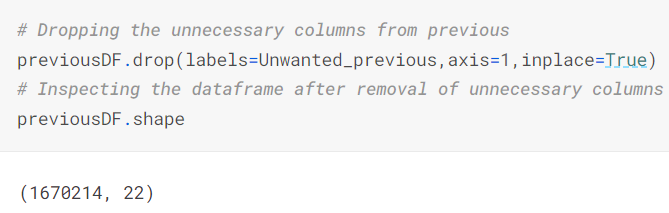 # Dropping the unnecessary columns from previous
previousDF.drop(labels=Unwanted_previous,axis=1,inplace=True)
# Inspecting the dataframe after removal of unnecessary columns
previousDF.shape
(1670214, 22)